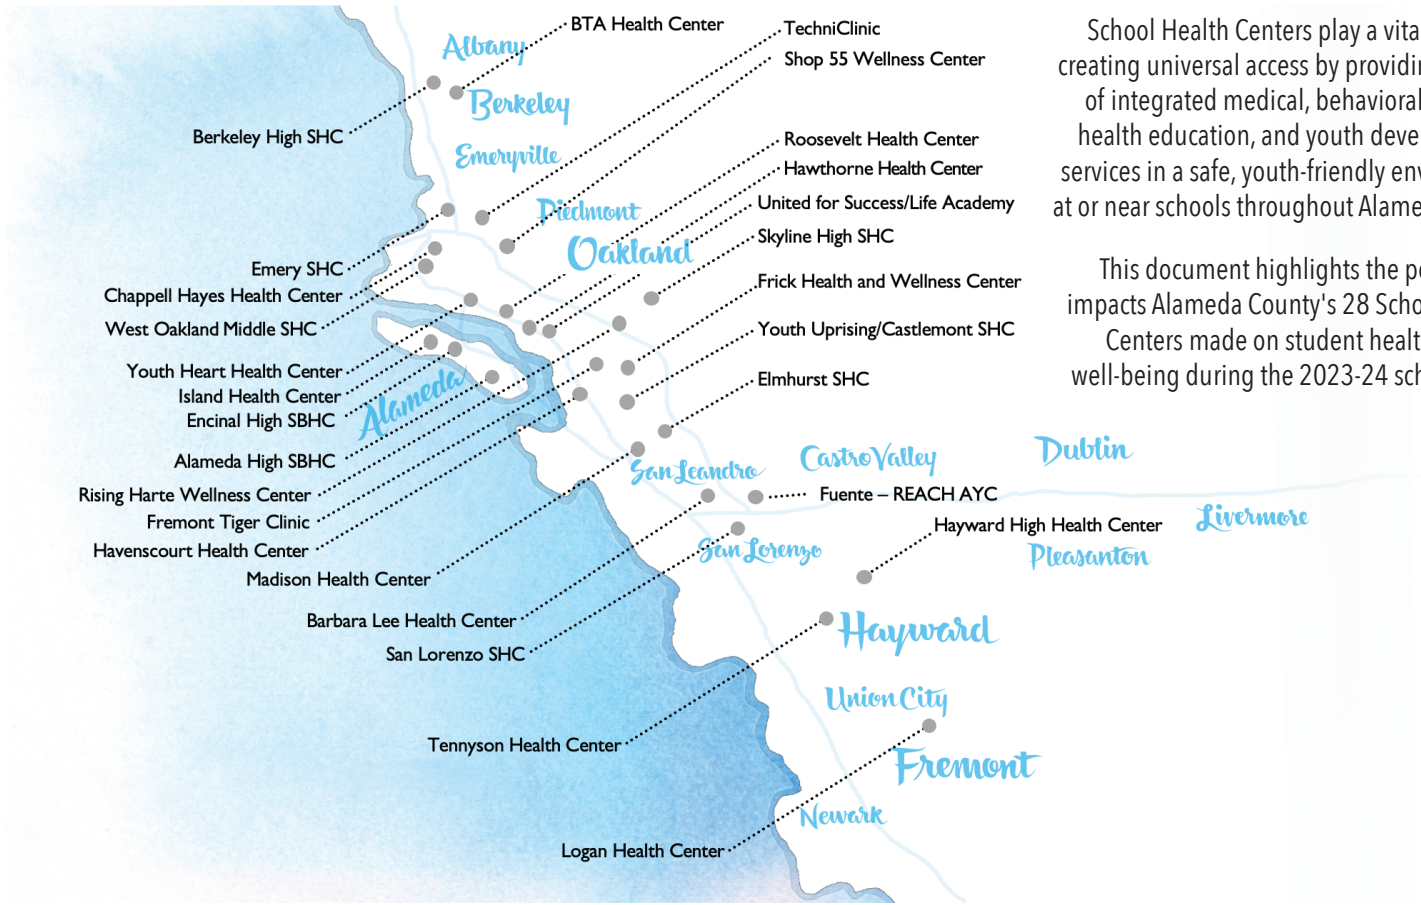 BTA Health Center
TechniClinic
Shop 55 Wellness Center
Albany
Berkeley
Berkeley High SHC
Emeryville
Roosevelt Health Center
Hawthorne Health Center
United for Success/Life Academy
Piedmont
Oakland
Skyline High SHC
Emery SHC
Frick Health and Wellness Center
Chappell Hayes Health Center
West Oakland Middle SHC
Youth Uprising/Castlemont SHC
Youth Heart Health Center
Island Health Center
Encinal High SBHC
Alameda
Elmhurst SHC
Alameda High SBHC
Rising Harte Wellness Center
Fremont Tiger Clinic
Havenscourt Health Center
Madison Health Center
San Leandro
Castro Valley
Dublin
Fuente – REACH AYC
Livermore
Hayward High Health Center
San Lorenzo
Pleasanton
Barbara Lee Health Center
San Lorenzo SHC
Hayward
Union City
Tennyson Health Center
Fremont
Newark
Logan Health Center
School Health Centers play a vita
creating universal access by providi
of integrated medical, behavioral
health education, and youth deve
services in a safe, youth-friendly env
at or near schools throughout Alame
This document highlights the po
impacts Alameda County's 28 Scho
Centers made on student healt
well-being during the 2023-24 sch